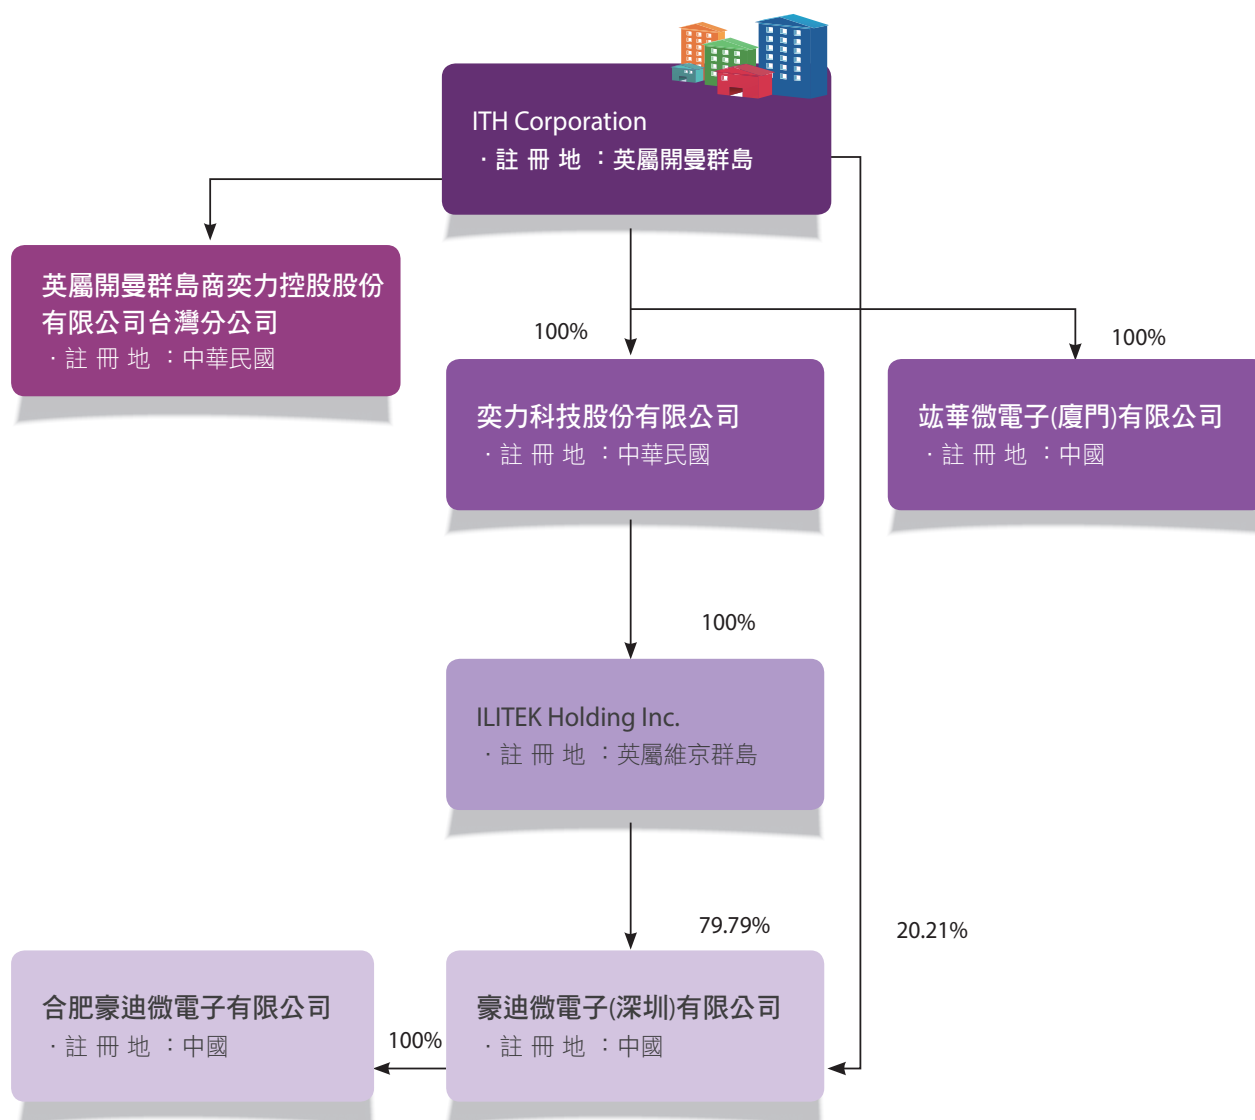 ITH Corporation
．註 冊 地 ：英屬開曼群島
英屬開曼群島商奕力控股股份
有限公司台灣分公司
．註 冊 地 ：中華民國
100%
100%
奕力科技股份有限公司
．註 冊 地 ：中華民國
竑華微電子(廈門)有限公司
．註 冊 地 ：中國
100%
ILITEK Holding Inc.
．註 冊 地 ：英屬維京群島
79.79%
20.21%
合肥豪迪微電子有限公司
．註 冊 地 ：中國
100%
豪迪微電子(深圳)有限公司
．註 冊 地 ：中國